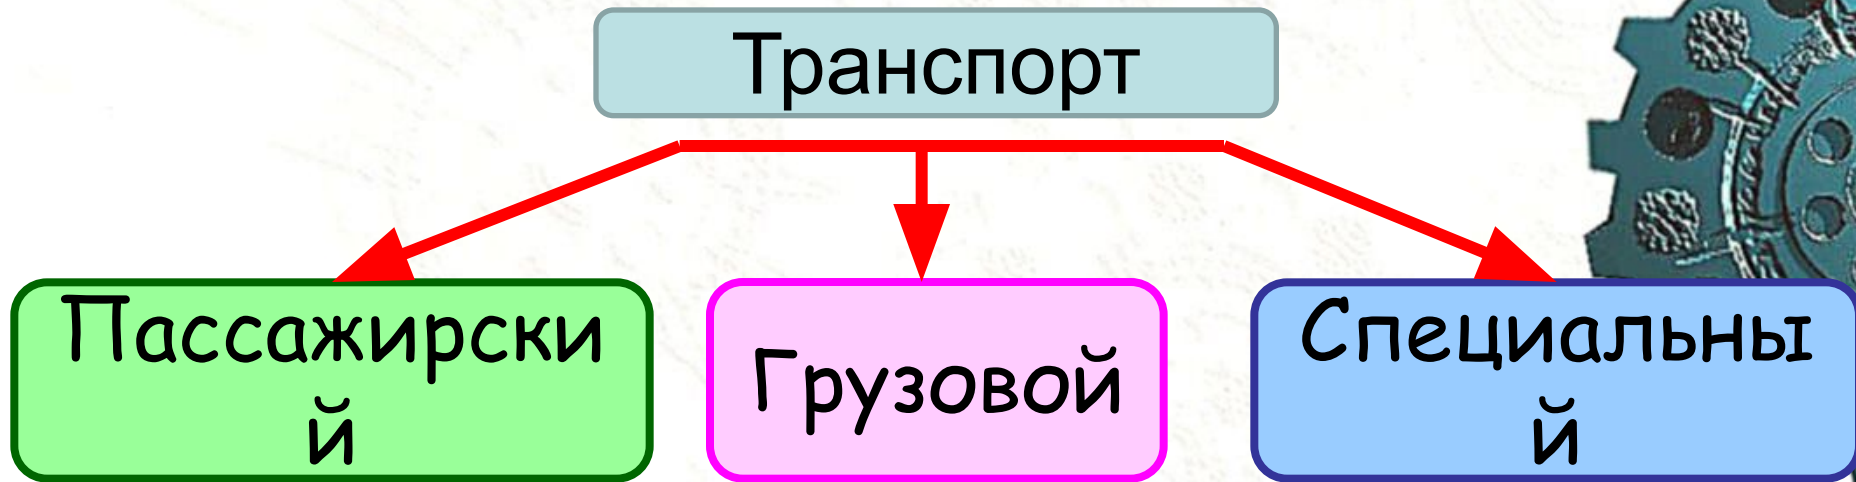 Транспорт
Пассажирски
й
Грузовой
Специальны
й